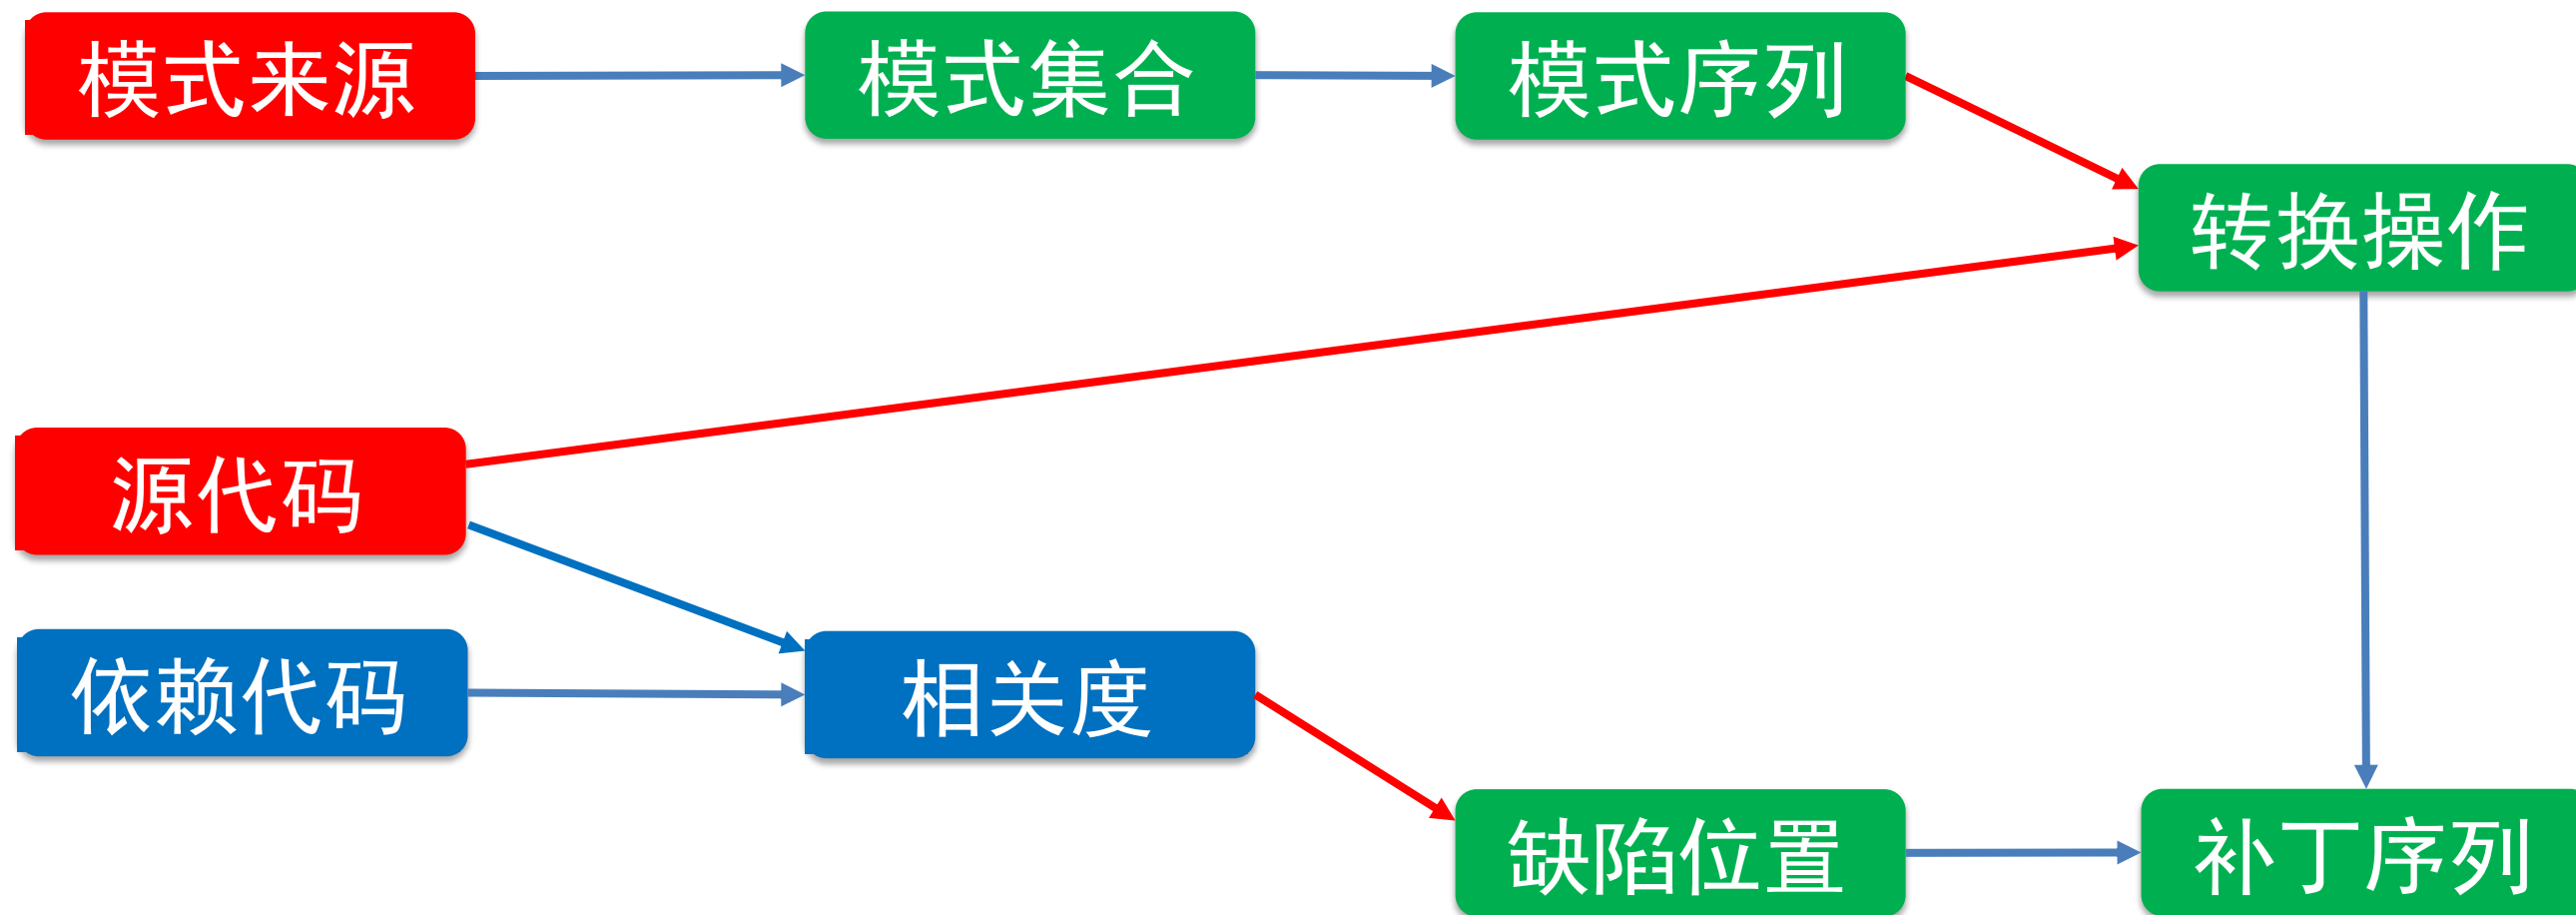 模式来源
模式集合
模式序列
转换操作
源代码
依赖代码
相关度
缺陷位置
补丁序列